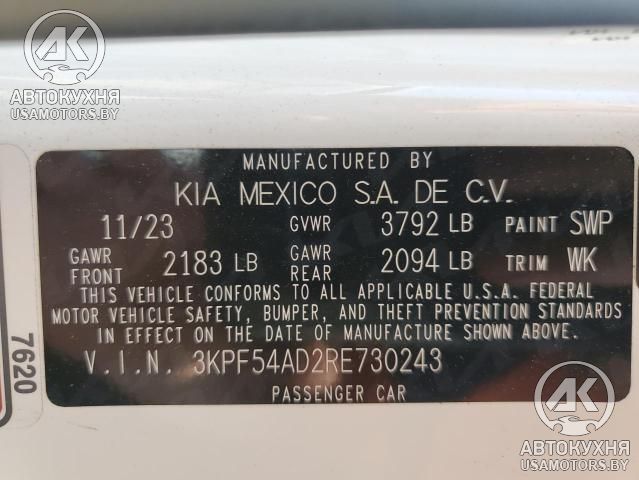 AK
АВТОКУХНЯ
USAMOTORS.BY
MANUFACTURED BY
KIA MEXICO S.A. DE C.V.
11/23 GVWR 3792 LB PAINT SWP
GAWR FRONT 2183 LB GAWR REAR 2094 LB TRIM WK
THIS VEHICLE CONFORMS TO ALL APPLICABLE U.S.A. FEDERAL
MOTOR VEHICLE SAFETY, BUMPER, AND THEFT PREVENTION STANDARDS
IN EFFECT ON THE DATE OF MANUFACTURE SHOWN ABOVE.
V.I.N. 3KPF54AD2RE730243
PASSENGER CAR
7620
AK
АВТОКУХНЯ
USAMOTORS.BY